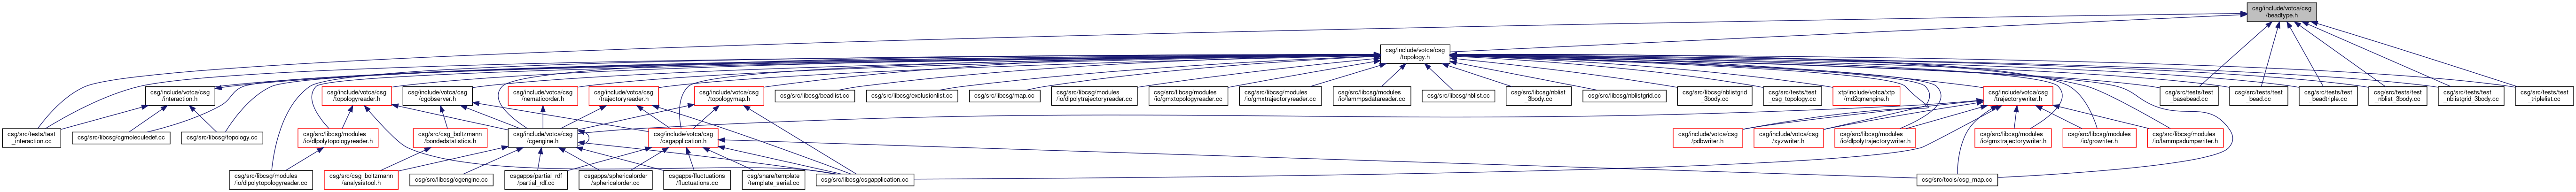 csg/include/votca/csg
/beadtype.h
csg/include/votca/csg
/topology.h
csg/include/votca/csg
/interaction.h
csg/include/votca/csg
/topologyreader.h
csg/include/votca/csg
/cgobserver.h
csg/include/votca/csg
/nematicorder.h
csg/include/votca/csg
/trajectoryreader.h
csg/include/votca/csg
/topologymap.h
csg/src/libcsg/beadlist.cc
csg/src/libcsg/exclusionlist.cc
csg/src/libcsg/map.cc
csg/src/libcsg/modules
/io/dlpolytrajectoryreader.cc
csg/src/libcsg/modules
/io/gmxtopologyreader.cc
csg/src/libcsg/modules
/io/gmxtrajectoryreader.cc
csg/src/libcsg/modules
/io/lammpsdatareader.cc
csg/src/libcsg/nblist.cc
csg/src/libcsg/nblist
_3body.cc
csg/src/libcsg/nblistgrid.cc
csg/src/libcsg/nblistgrid
_3body.cc
csg/src/tests/test
_csg_topology.cc
xtp/include/votca/xtp
/md2qmengine.h
csg/include/votca/csg
/trajectorywriter.h
csg/src/tests/test
_basebead.cc
csg/src/tests/test
_bead.cc
csg/src/tests/test
_beadtriple.cc
csg/src/tests/test
_nblist_3body.cc
csg/src/tests/test
_nblistgrid_3body.cc
csg/src/tests/test
_triplelist.cc
csg/src/tests/test
_interaction.cc
csg/src/libcsg/cgmoleculedef.cc
csg/src/libcsg/topology.cc
csg/src/libcsg/modules
/io/dlpolytopologyreader.h
csg/src/csg_boltzmann
/bondedstatistics.h
csg/include/votca/csg
/cgengine.h
csg/include/votca/csg
/csgapplication.h
csg/include/votca/csg
/pdbwriter.h
csg/include/votca/csg
/xyzwriter.h
csg/src/libcsg/modules
/io/dlpolytrajectorywriter.h
csg/src/libcsg/modules
/io/gmxtrajectorywriter.h
csg/src/libcsg/modules
/io/growriter.h
csg/src/libcsg/modules
/io/lammpsdumpwriter.h
csg/src/libcsg/modules
/io/dlpolytopologyreader.cc
csg/src/csg_boltzmann
/analysistool.h
csg/src/libcsg/cgengine.cc
csgapps/partial_rdf
/partial_rdf.cc
csgapps/sphericalorder
/sphericalorder.cc
csgapps/fluctuations
/fluctuations.cc
csg/share/template
/template_serial.cc
csg/src/libcsg/csgapplication.cc
csg/src/tools/csg_map.cc